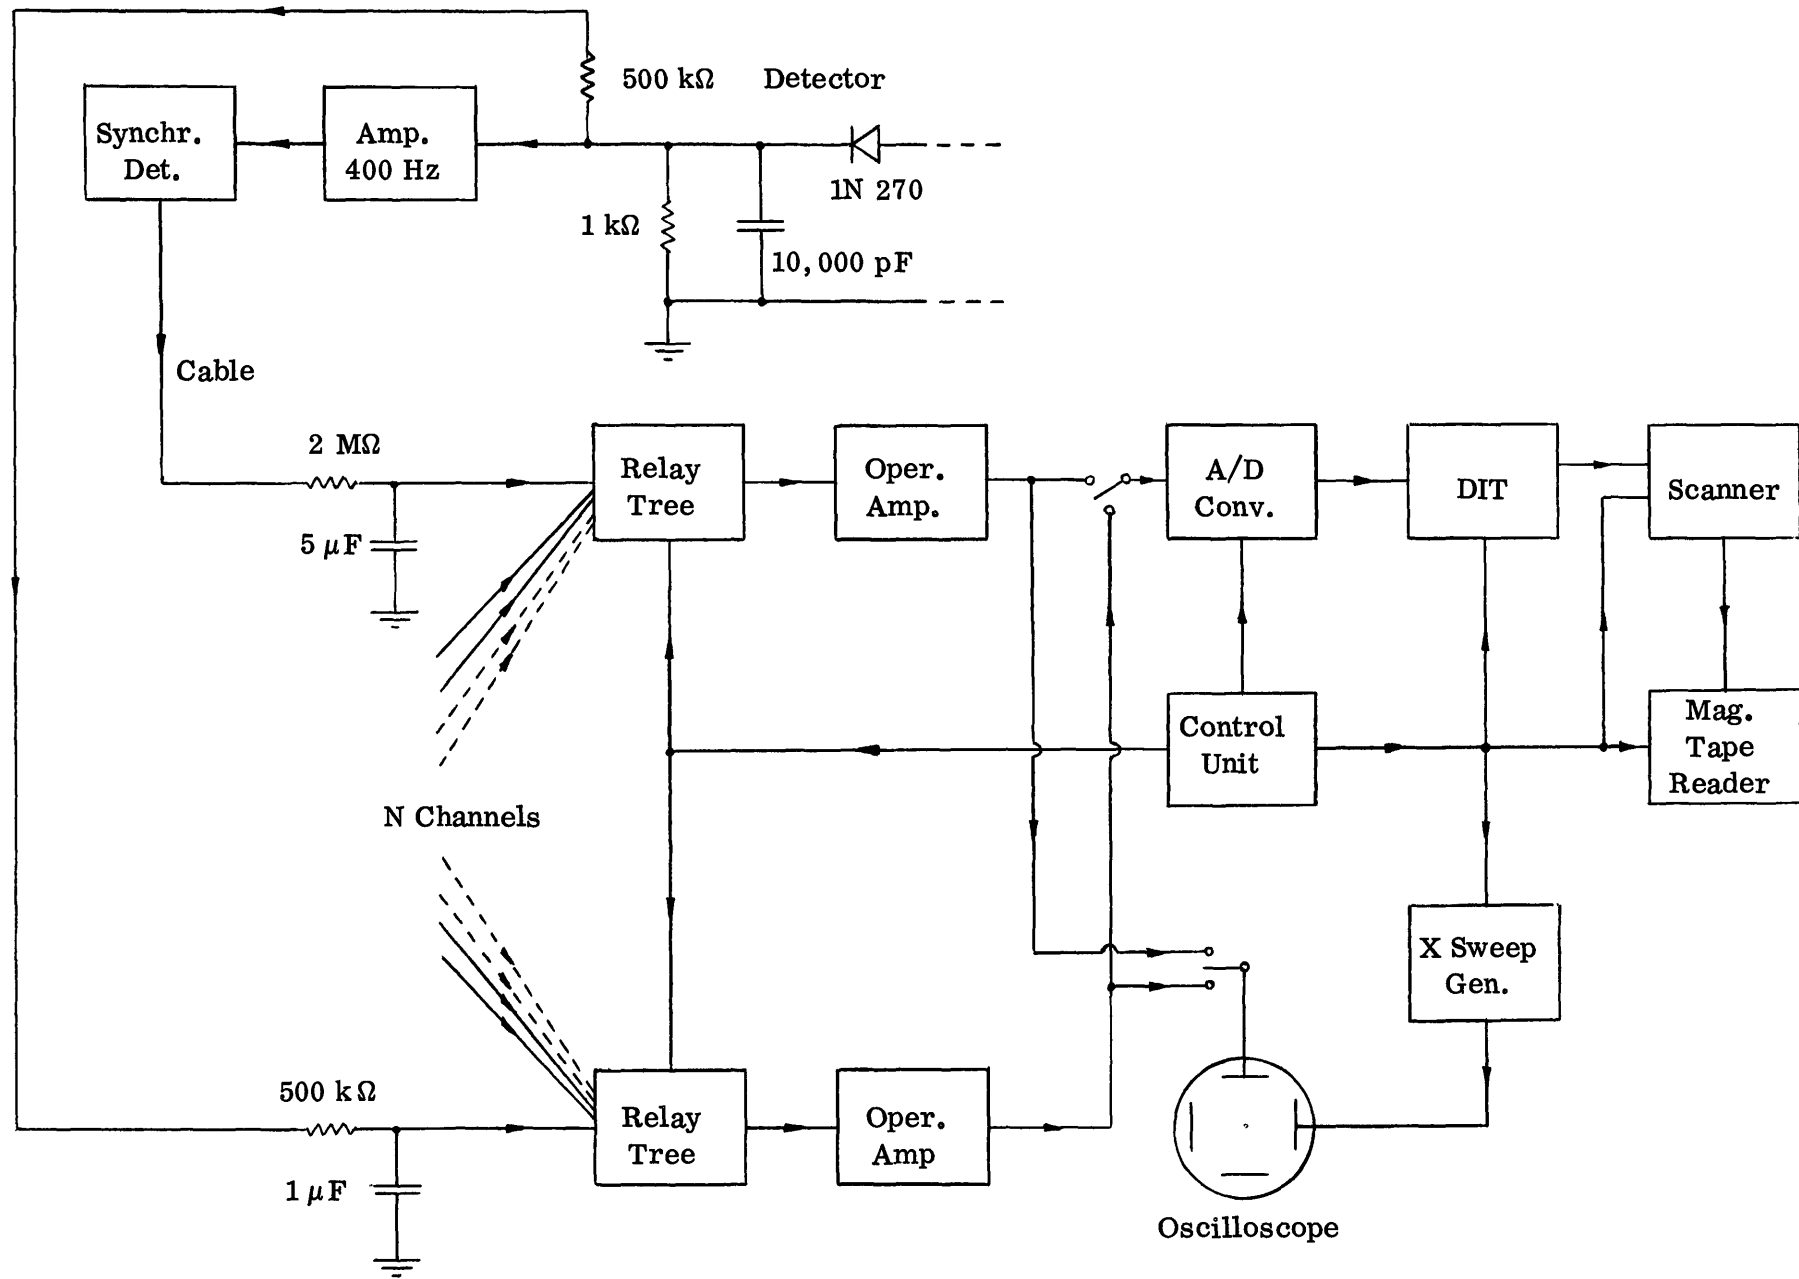 500 kΩ
Detector
Synchr.
Det.
Amp.
400 Hz
1N 270
1 kΩ
10,000 pF
Cable
2 MΩ
5 μF
Relay
Tree
Oper.
Amp.
A/D
Conv.
DIT
Scanner
Control
Unit
Mag.
Tape
Reader
N Channels
X Sweep
Gen.
500 kΩ
1 μF
Relay
Tree
Oper.
Amp
Oscilloscope